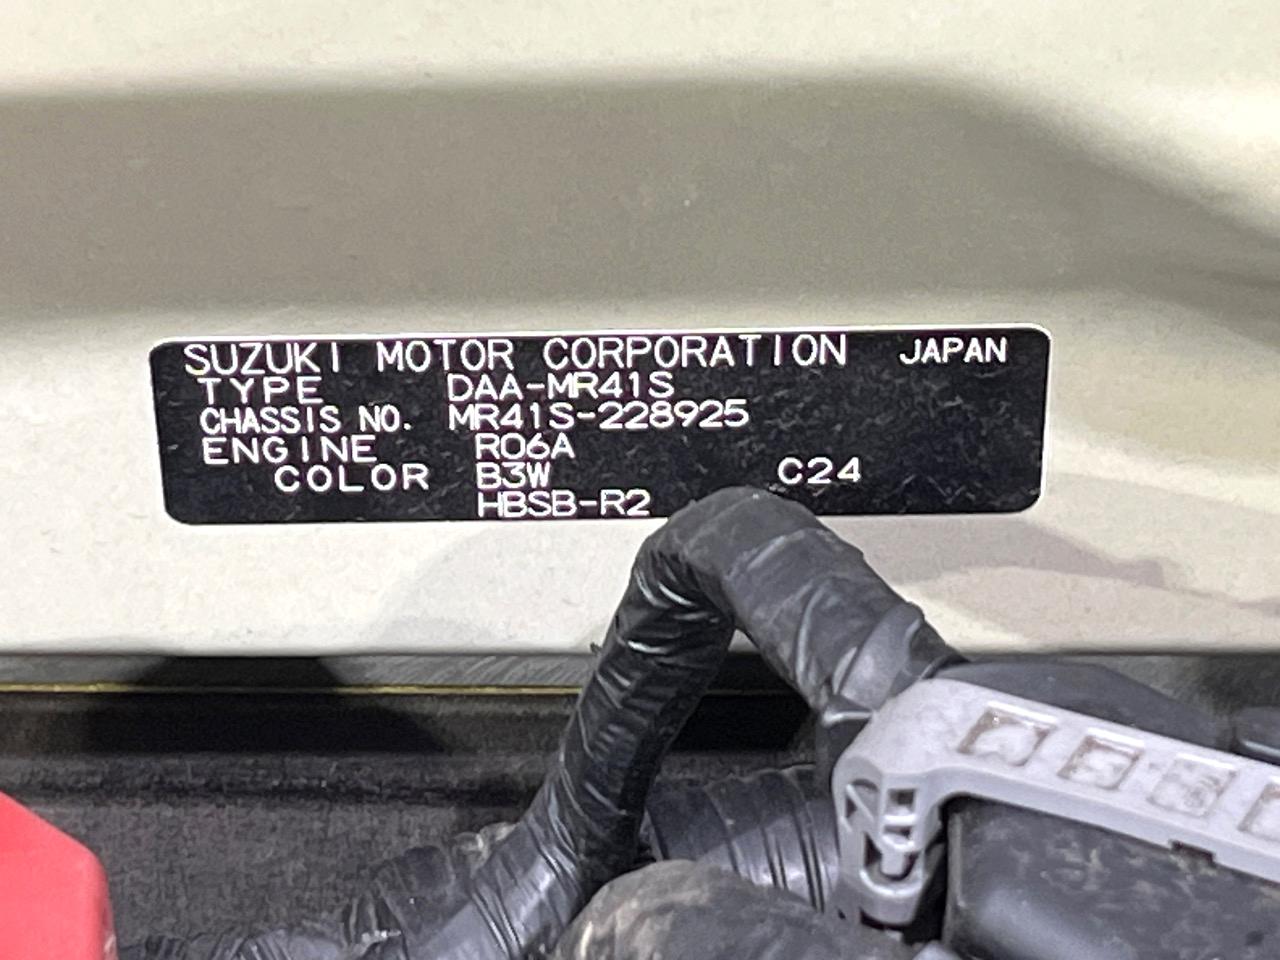 SUZUKI MOTOR CORPORATION JAPAN
TYPE DAA-MR41S
CHASSIS NO. MR41S-228925
ENGINE R06A
COLOR B3W C24
HBSB-R2